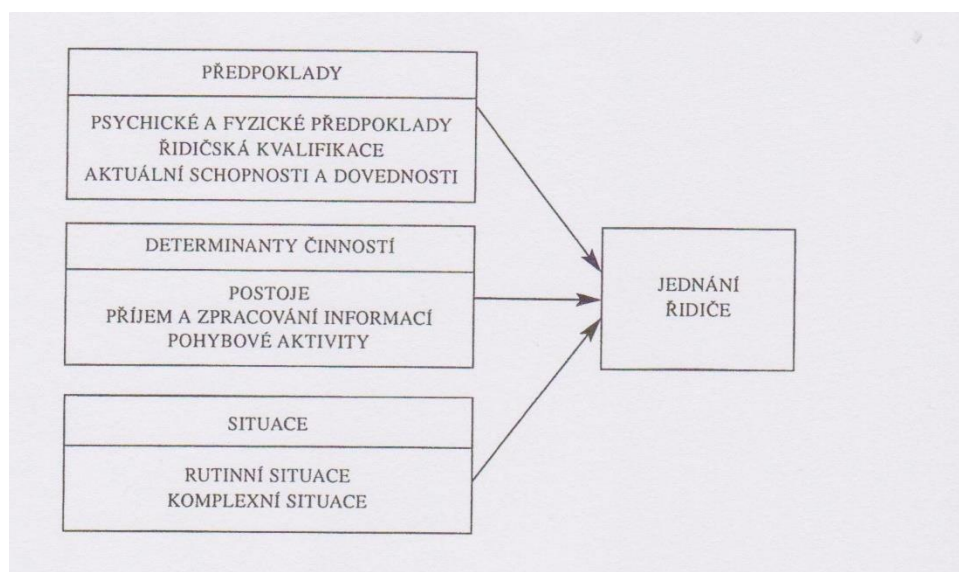 PŘEDPOKLADY
PSYCHICKÉ A FYZICKÉ PŘEDPOKLADY
ŘIDIČSKÁ KVALIFIKACE
AKTUÁLNÍ SCHOPNOSTI A DOVEDNOSTI
DETERMINANTY ČINNOSTÍ
POSTOJE
PŘÍJEM A ZPRACOVÁNÍ INFORMACÍ
POHYBOVÉ AKTIVITY
SITUACE
RUTINNÍ SITUACE
KOMPLEXNÍ SITUACE
JEDNÁNÍ
ŘIDIČE